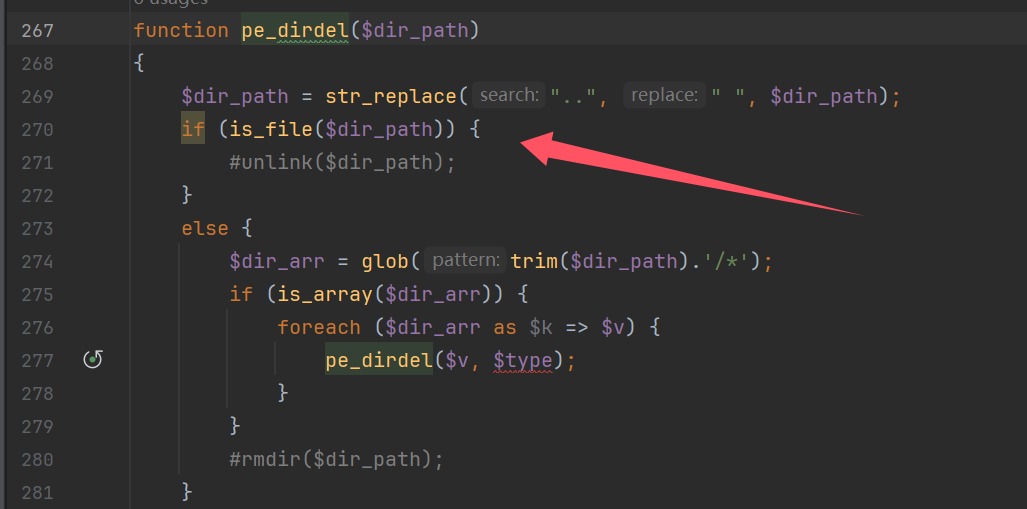 6 usages
267 function pe_dirdel($dir_path)
268 {
269 $dir_path = str_replace( search: "..", replace: " ", $dir_path);
270 if (is_file($dir_path)) {
271 #unlink($dir_path);
272 }
273 else {
274 $dir_arr = glob( pattern: trim($dir_path).'/*');
275 if (is_array($dir_arr)) {
276 foreach ($dir_arr as $k => $v) {
277 pe_dirdel($v, $type);
278 }
279 }
280 #rmdir($dir_path);
281 }